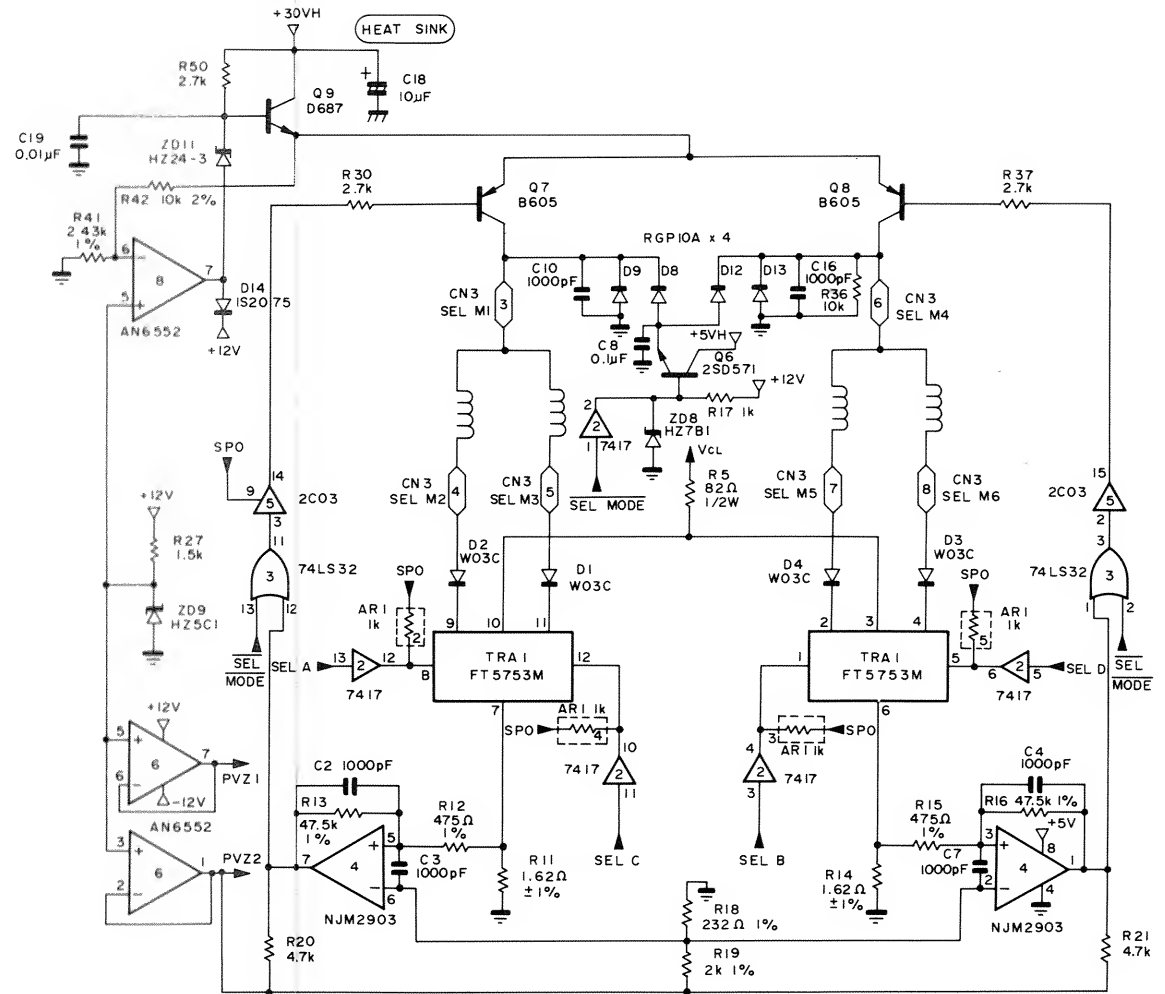 +30VH
HEAT SINK
R50
2.7k
Q9
D687
+
C18
10μF
C19
0.01μF
ZD11
HZ24-3
R42 10k 2%
R41
2.43k
1%
6
−
8
7
5
+
AN6552
D14
1S2075
+12V
R30
2.7k
Q7
B605
Q8
B605
R37
2.7k
RGP10A x 4
C10
1000pF
D9
D8
D12
D13
C16
1000pF
R36
10k
3
CN3
SEL M1
CN3
SEL M4
6
C8
0.1μF
+5VH
Q6
2SD571
+12V
R17 1k
2
2
7417
1
ZD8
HZ7B1
SEL MODE
VCL
R5
82Ω
1/2W
SPO
9
14
5
3
2C03
11
3
74LS32
13
12
SEL
MODE
+12V
R27
1.5k
ZD9
HZ5C1
CN3
SEL M2
4
CN3
SEL M3
5
CN3
SEL M5
7
8
CN3
SEL M6
15
2C03
5
2
3
74LS32
3
1
2
SEL
MODE
D2
W03C
D1
W03C
D4
W03C
D3
W03C
SPO
AR1
1k
2
SPO
AR1
1k
5
9
10
11
TRA1
FT5753M
8
12
7
2
3
4
TRA1
FT5753M
1
5
6
SEL A
13
2
12
7417
6
2
5
SEL D
7417
SPO
AR1 1k
4
10
7417
2
11
SEL C
3
AR1 1k
SPO
4
2
7417
3
SEL B
+12V
5
+
6
−
6
7
PVZ1
-12V
AN6552
3
+
2
−
6
1
PVZ2
C2 1000pF
R13
47.5k
1%
R12
475Ω
1%
7
4
5
+
−
6
C3
1000pF
NJM2903
R11
1.62Ω
±1%
C4
1000pF
R16 47.5k 1%
R15
475Ω
1%
+5V
C7
1000pF
3
+
8
4
1
2
−
4
NJM2903
R14
1.62Ω
±1%
R18
232Ω 1%
R19
2k 1%
R20
4.7k
R21
4.7k